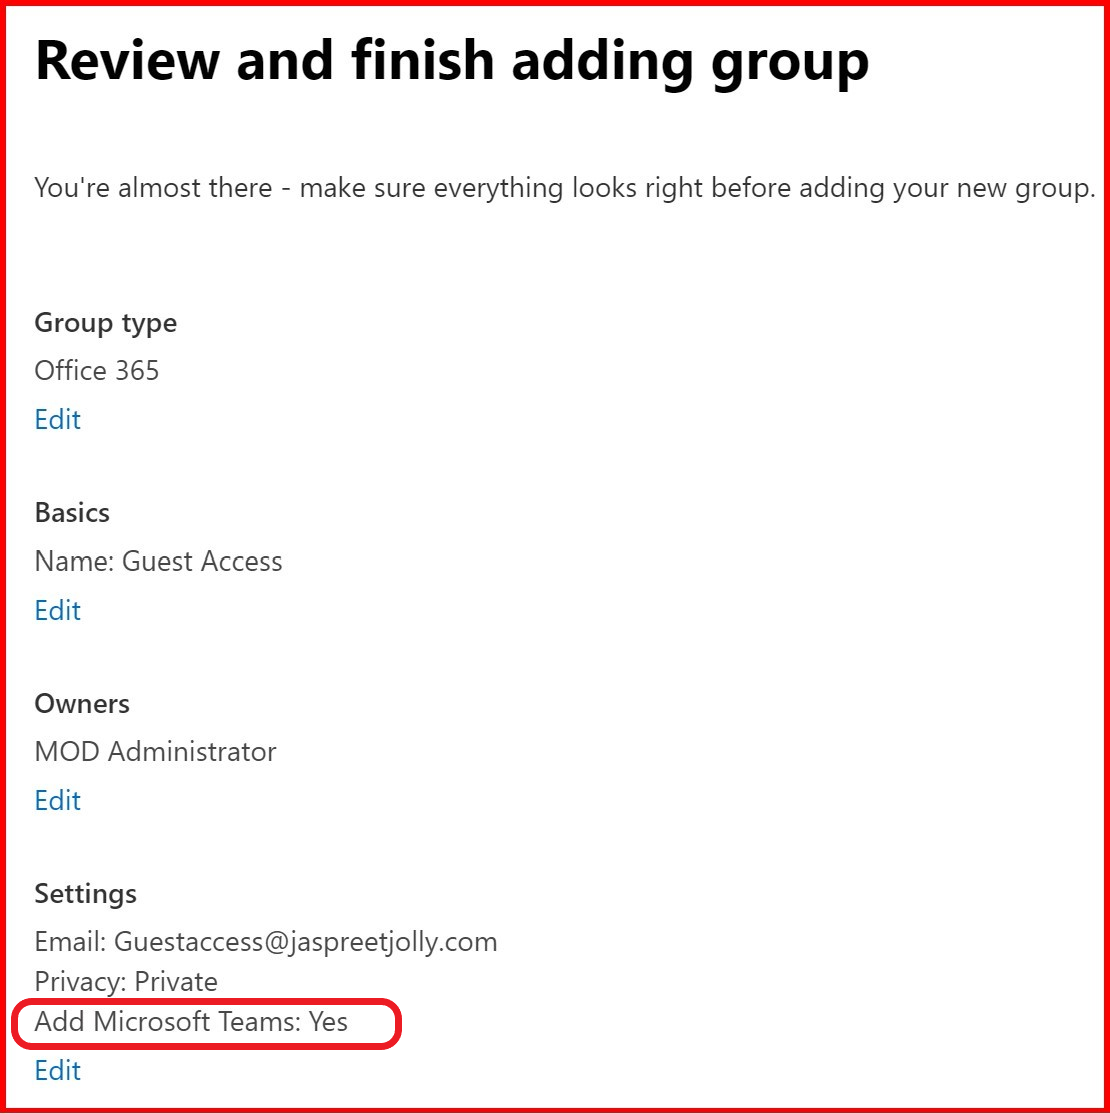 Review and finish adding group
You're almost there - make sure everything looks right before adding your new group.
Group type
Office 365
Edit
Basics
Name: Guest Access
Edit
Owners
MOD Administrator
Edit
Settings
Email: Guestaccess@jaspreetjolly.com
Privacy: Private
Add Microsoft Teams: Yes
Edit